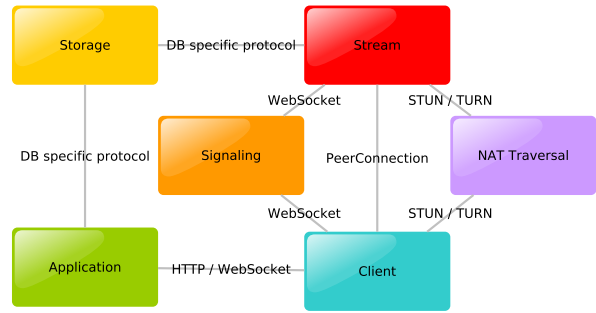 Storage
DB specific protocol
Stream
WebSocket
STUN / TURN
DB specific protocol
Signaling
PeerConnection
NAT Traversal
WebSocket
STUN / TURN
Application
HTTP / WebSocket
Client